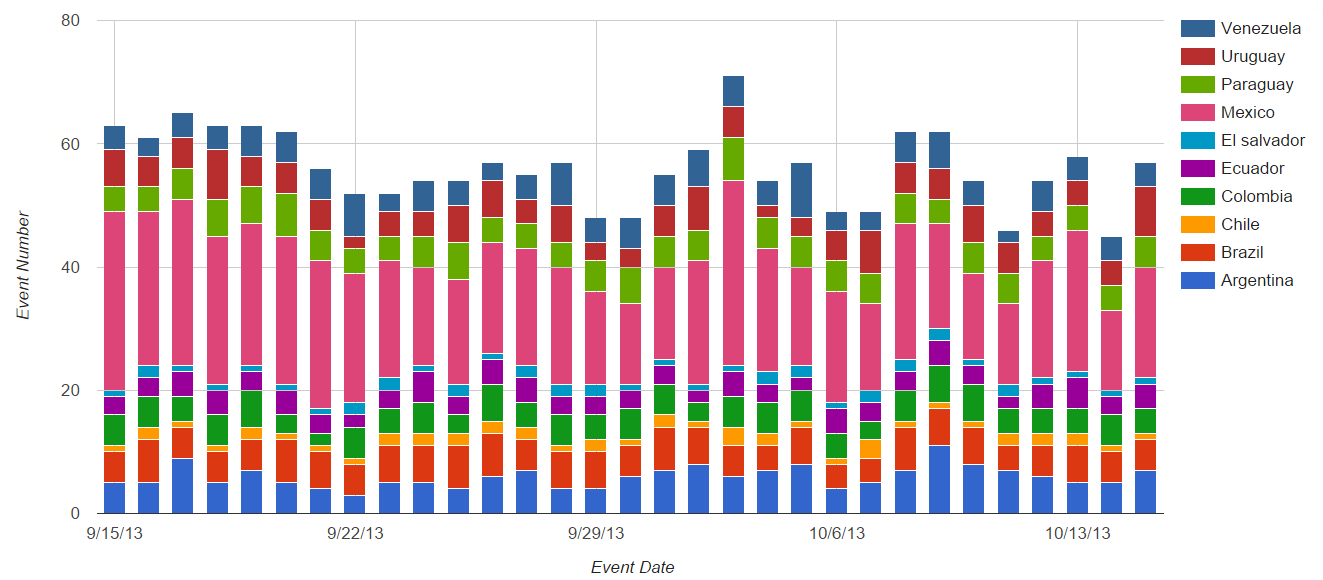 80
60
40
20
0
Event Number
9/15/13
9/22/13
9/29/13
10/6/13
10/13/13
Event Date
Venezuela
Uruguay
Paraguay
Mexico
El salvador
Ecuador
Colombia
Chile
Brazil
Argentina